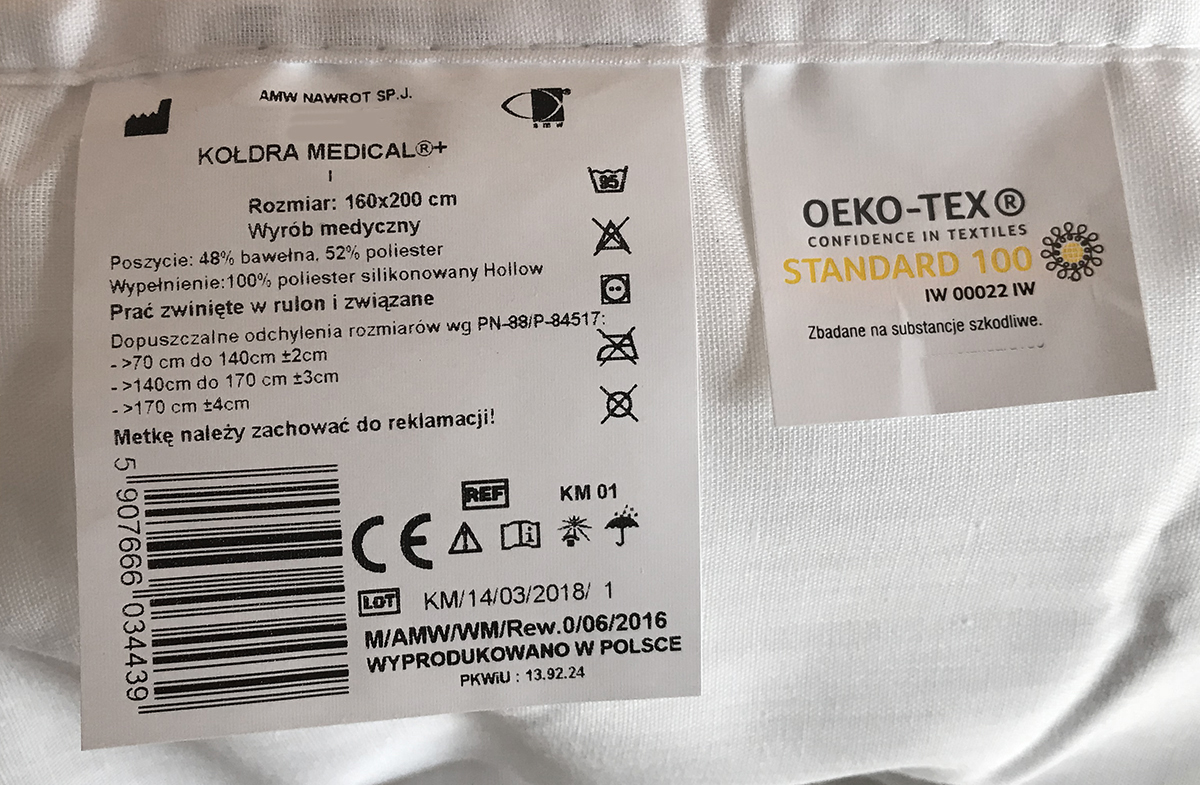 AMW NAWROT SP.J.
amw
KOŁDRA MEDICAL®+
I
Rozmiar: 160x200 cm
Wyrób medyczny
Poszycie: 48% bawełna, 52% poliester
Wypełnienie:100% poliester silikonowany Hollow
Prać zwinięte w rulon i związane
Dopuszczalne odchylenia rozmiarów wg PN-88/P-84517:
- >70 cm do 140cm ±2cm
- >140cm do 170 cm ±3cm
- >170 cm ±4cm
Metkę należy zachować do reklamacji!
95
5 907666 034439
REF KM 01
CE
LOT KM/14/03/2018/ 1
M/AMW/WM/Rew.0/06/2016
WYPRODUKOWANO W POLSCE
PKWiU : 13.92.24
OEKO-TEX®
CONFIDENCE IN TEXTILES
STANDARD 100
IW 00022 IW
Zbadane na substancje szkodliwe.